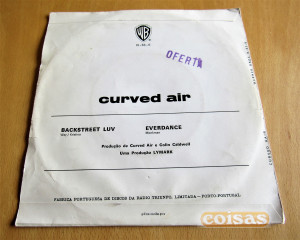 WB
OFERTA
curved air
BACKSTREET LUV
EVERDANCE
Produção de Curved Air e Colin Caldwell
Uma Produção LYMARK
FABRICA PORTUGUESA DE DISCOS DA RADIO TRIUNFO, LIMITADA — PORTO-PORTUGAL
coisas